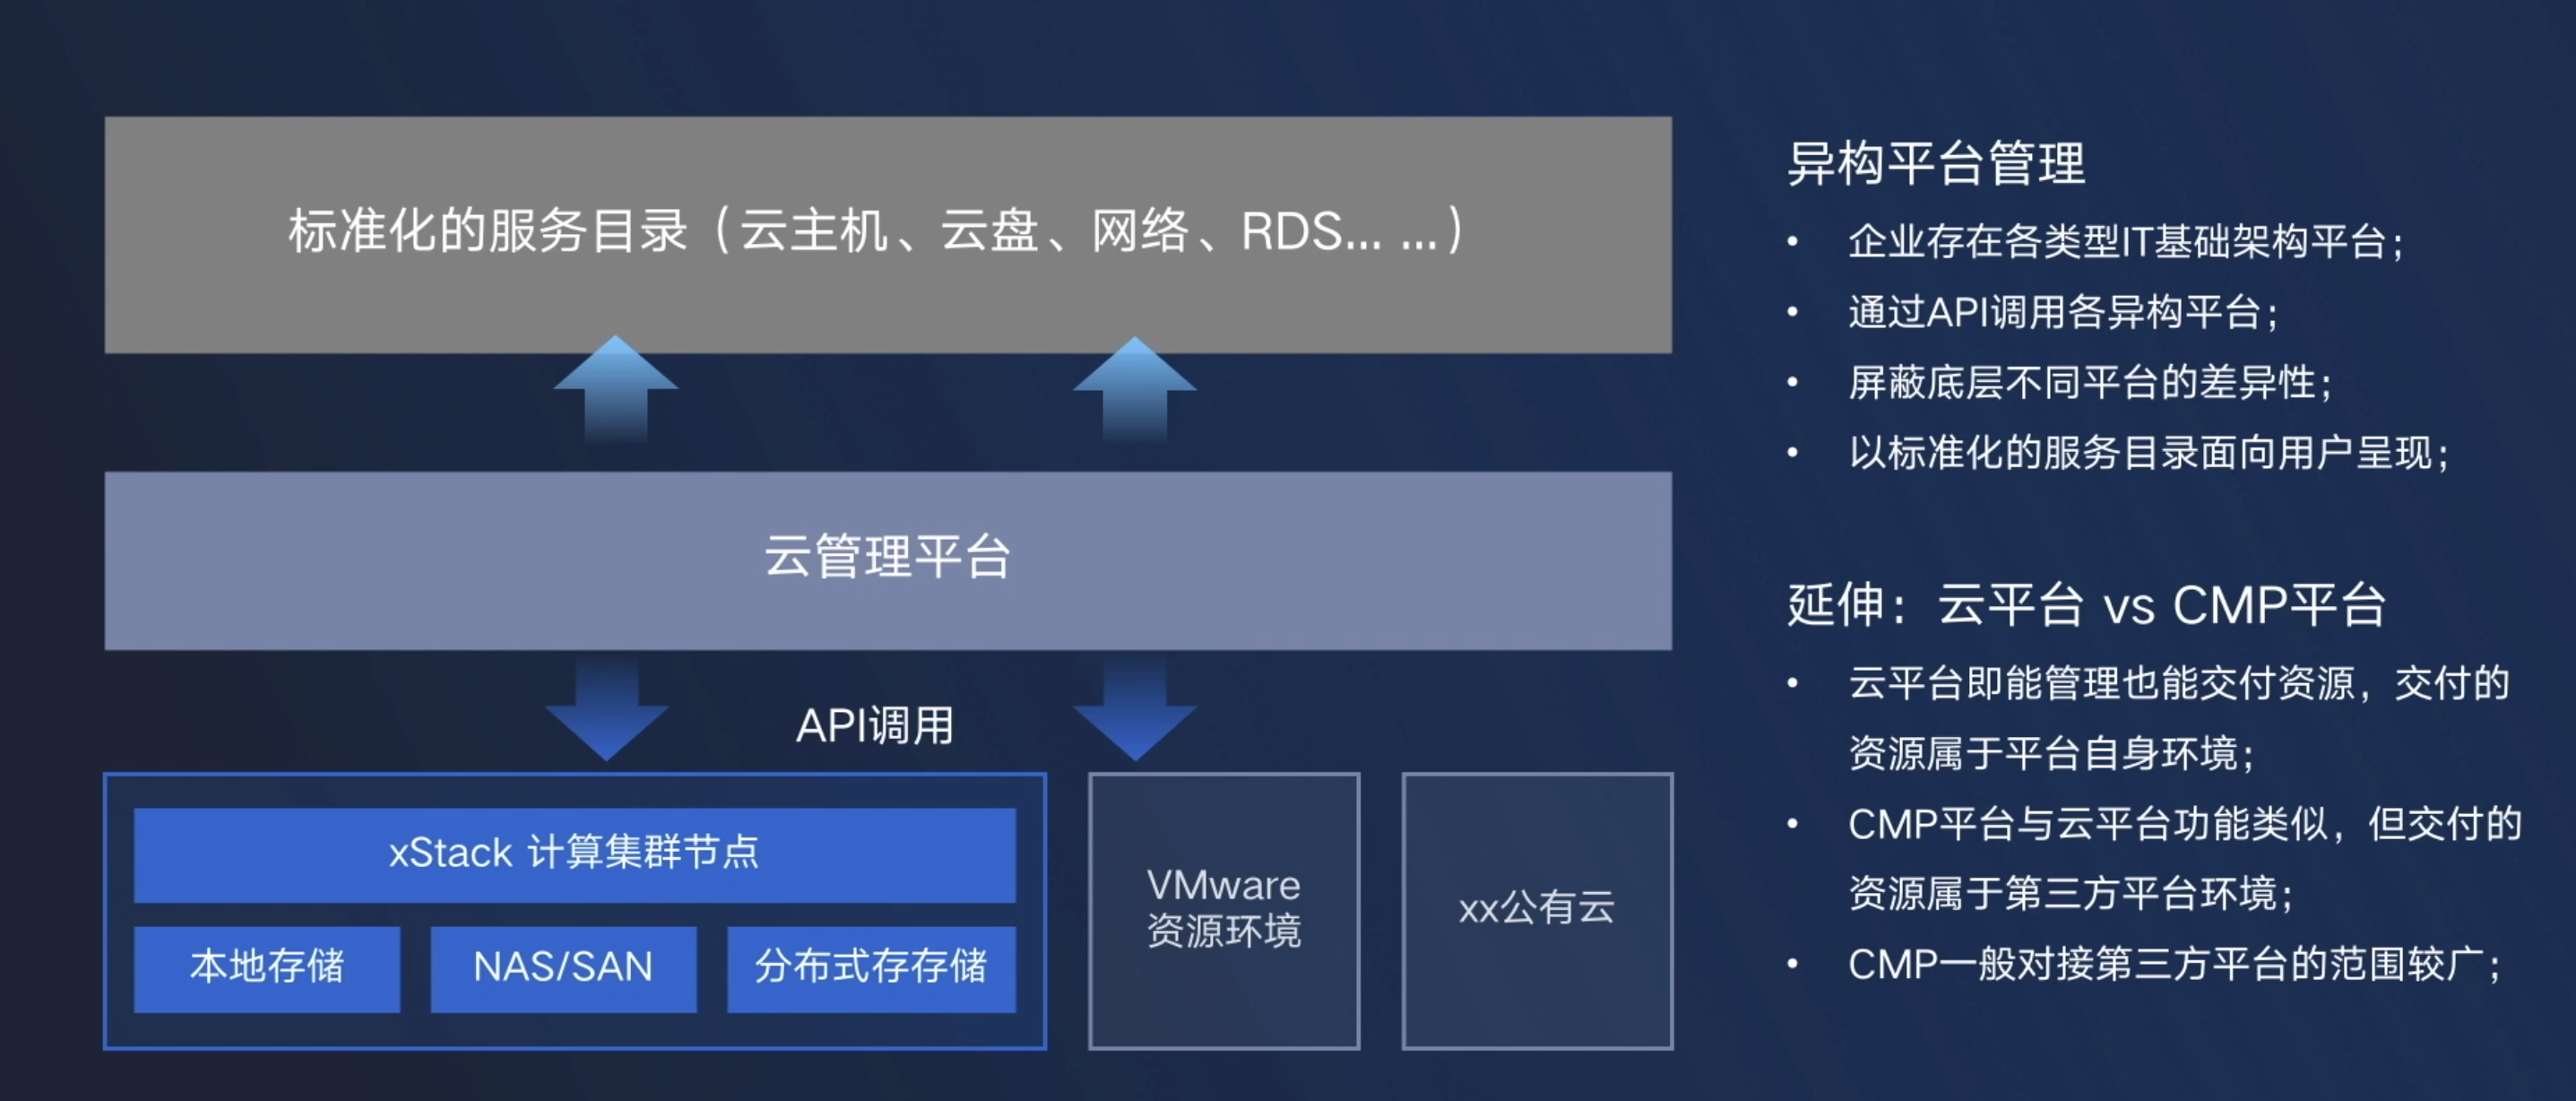 标准化的服务目录（云主机、云盘、网络、RDS... ...）
云管理平台
API调用
xStack 计算集群节点
本地存储
NAS/SAN
分布式存存储
VMware
资源环境
xx公有云
异构平台管理
• 企业存在各类型IT基础架构平台；
• 通过API调用各异构平台；
• 屏蔽底层不同平台的差异性；
• 以标准化的服务目录面向用户呈现；
延伸：云平台 vs CMP平台
• 云平台即能管理也能交付资源，交付的
资源属于平台自身环境；
• CMP平台与云平台功能类似，但交付的
资源属于第三方平台环境；
• CMP一般对接第三方平台的范围较广；